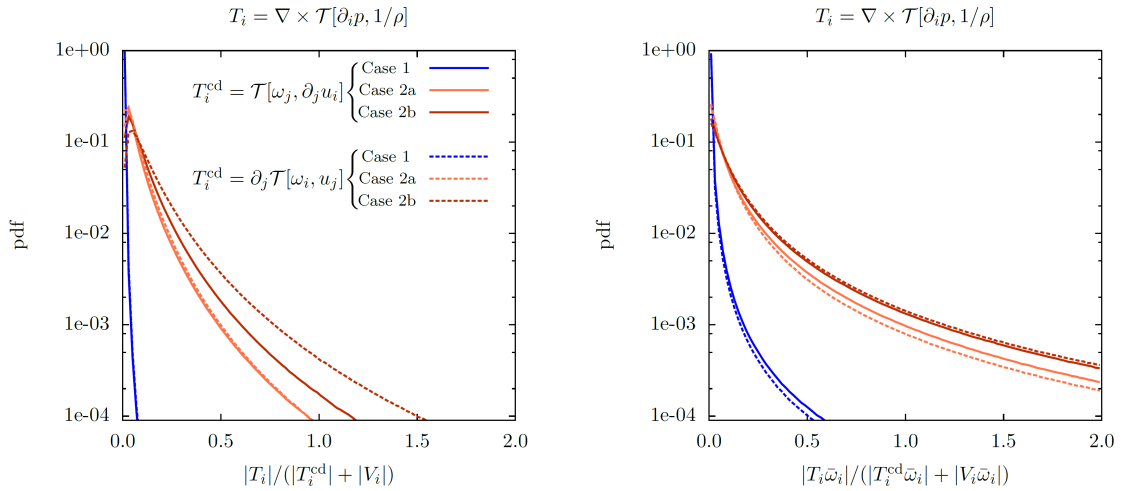 T_i = ∇ × 𝒯[∂_i p, 1/ρ]
1e+00
1e-01
1e-02
1e-03
1e-04
pdf
T_i^cd = 𝒯[ω_j, ∂_j u_i]
Case 1
Case 2a
Case 2b
T_i^cd = ∂_j 𝒯[ω_i, u_j]
Case 1
Case 2a
Case 2b
0.0 0.5 1.0 1.5 2.0
|T_i|/(|T_i^cd| + |V_i|)
T_i = ∇ × 𝒯[∂_i p, 1/ρ]
1e+00
1e-01
1e-02
1e-03
1e-04
pdf
0.0 0.5 1.0 1.5 2.0
|T_i ω̄_i|/(|T_i^cd ω̄_i| + |V_i ω̄_i|)